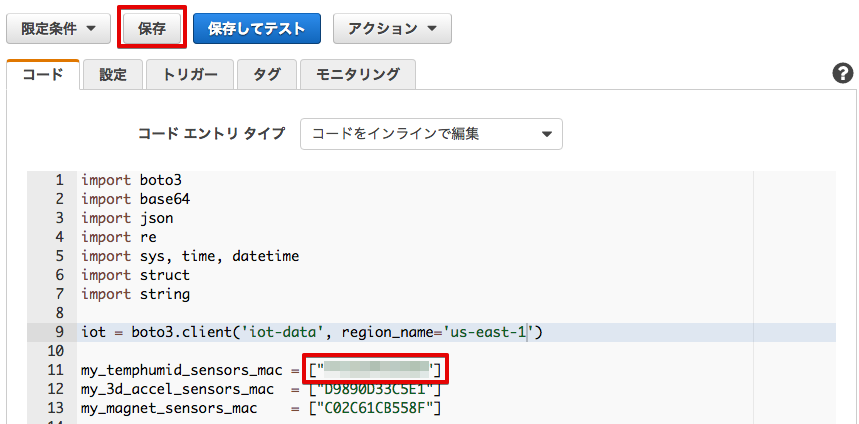 限定条件 保存 保存してテスト アクション
コード 設定 トリガー タグ モニタリング ?
コード エントリ タイプ コードをインラインで編集
1 import boto3
2 import base64
3 import json
4 import re
5 import sys, time, datetime
6 import struct
7 import string
8
9 iot = boto3.client('iot-data', region_name='us-east-1')
10
11 my_temphumid_sensors_mac = [" "]
12 my_3d_accel_sensors_mac = ["D9890D33C5E1"]
13 my_magnet_sensors_mac = ["C02C61CB558F"]